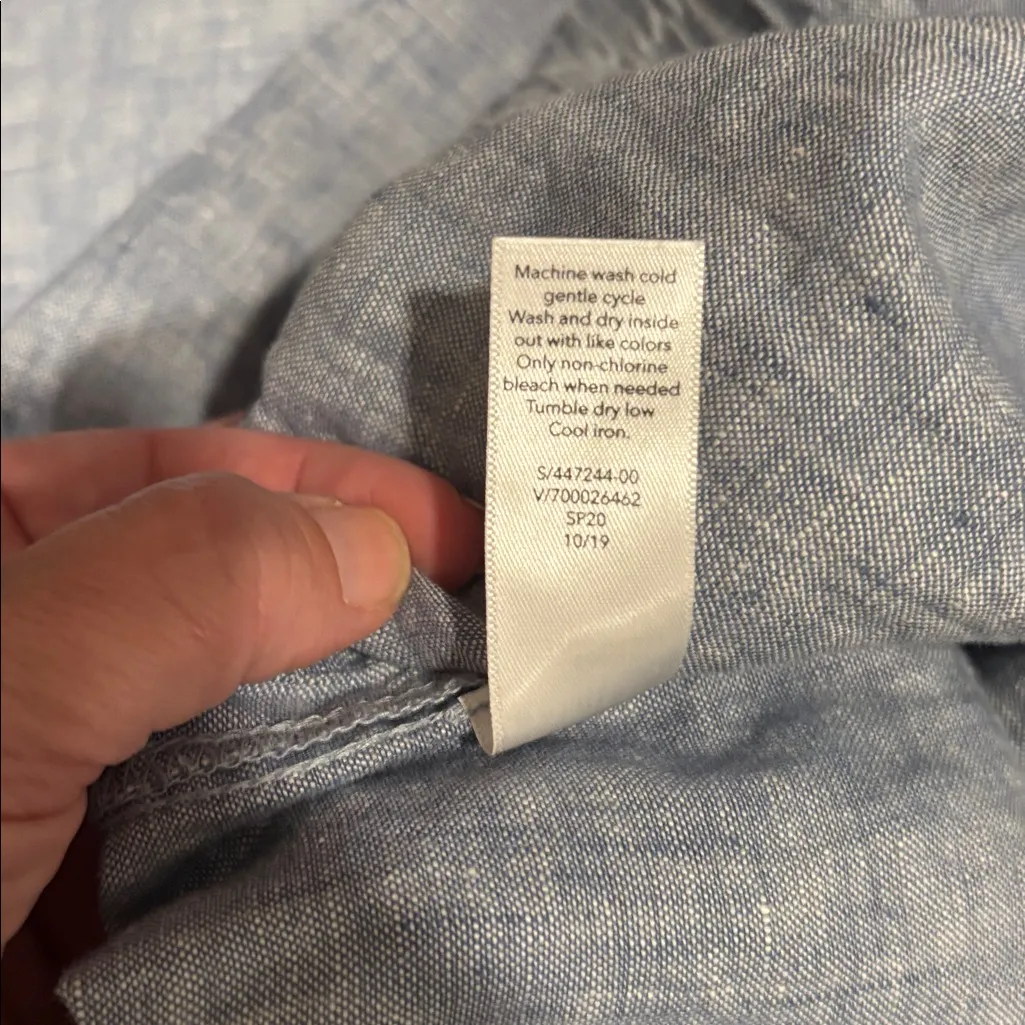 Machine wash cold
gentle cycle
Wash and dry inside
out with like colors
Only non-chlorine
bleach when needed
Tumble dry low
Cool iron.
S/447244-00
V/700026462
SP20
10/19